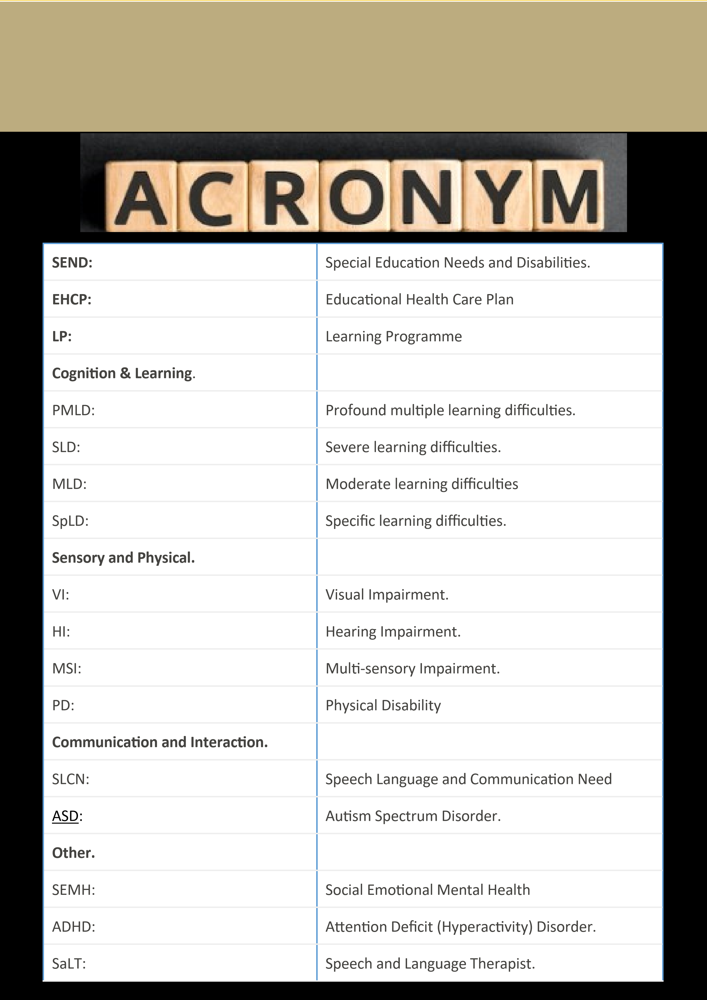 ACRONYM
SEND: Special Education Needs and Disabilities.
EHCP: Educational Health Care Plan
LP: Learning Programme
Cognition & Learning.
PMLD: Profound multiple learning difficulties.
SLD: Severe learning difficulties.
MLD: Moderate learning difficulties
SpLD: Specific learning difficulties.
Sensory and Physical.
VI: Visual Impairment.
HI: Hearing Impairment.
MSI: Multi-sensory Impairment.
PD: Physical Disability
Communication and Interaction.
SLCN: Speech Language and Communication Need
ASD: Autism Spectrum Disorder.
Other.
SEMH: Social Emotional Mental Health
ADHD: Attention Deficit (Hyperactivity) Disorder.
SaLT: Speech and Language Therapist.